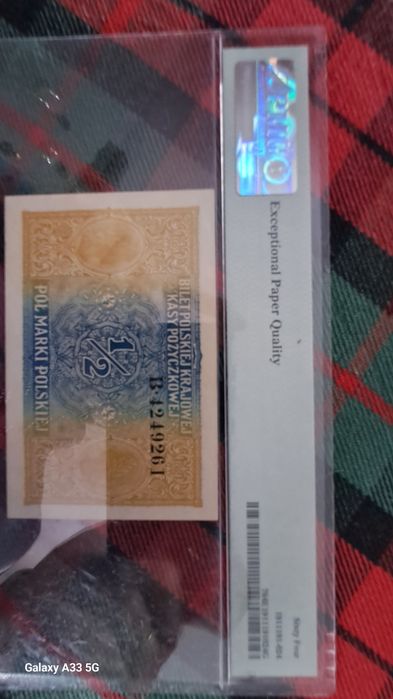 PMG
Exceptional Paper Quality
Sixty Four
BILET POLSKIEJ KRAJOWEJ
KASY POŻYCZKOWEJ
1/2
B 4249261
POL MARKI POLSKIEJ
Galaxy A33 5G